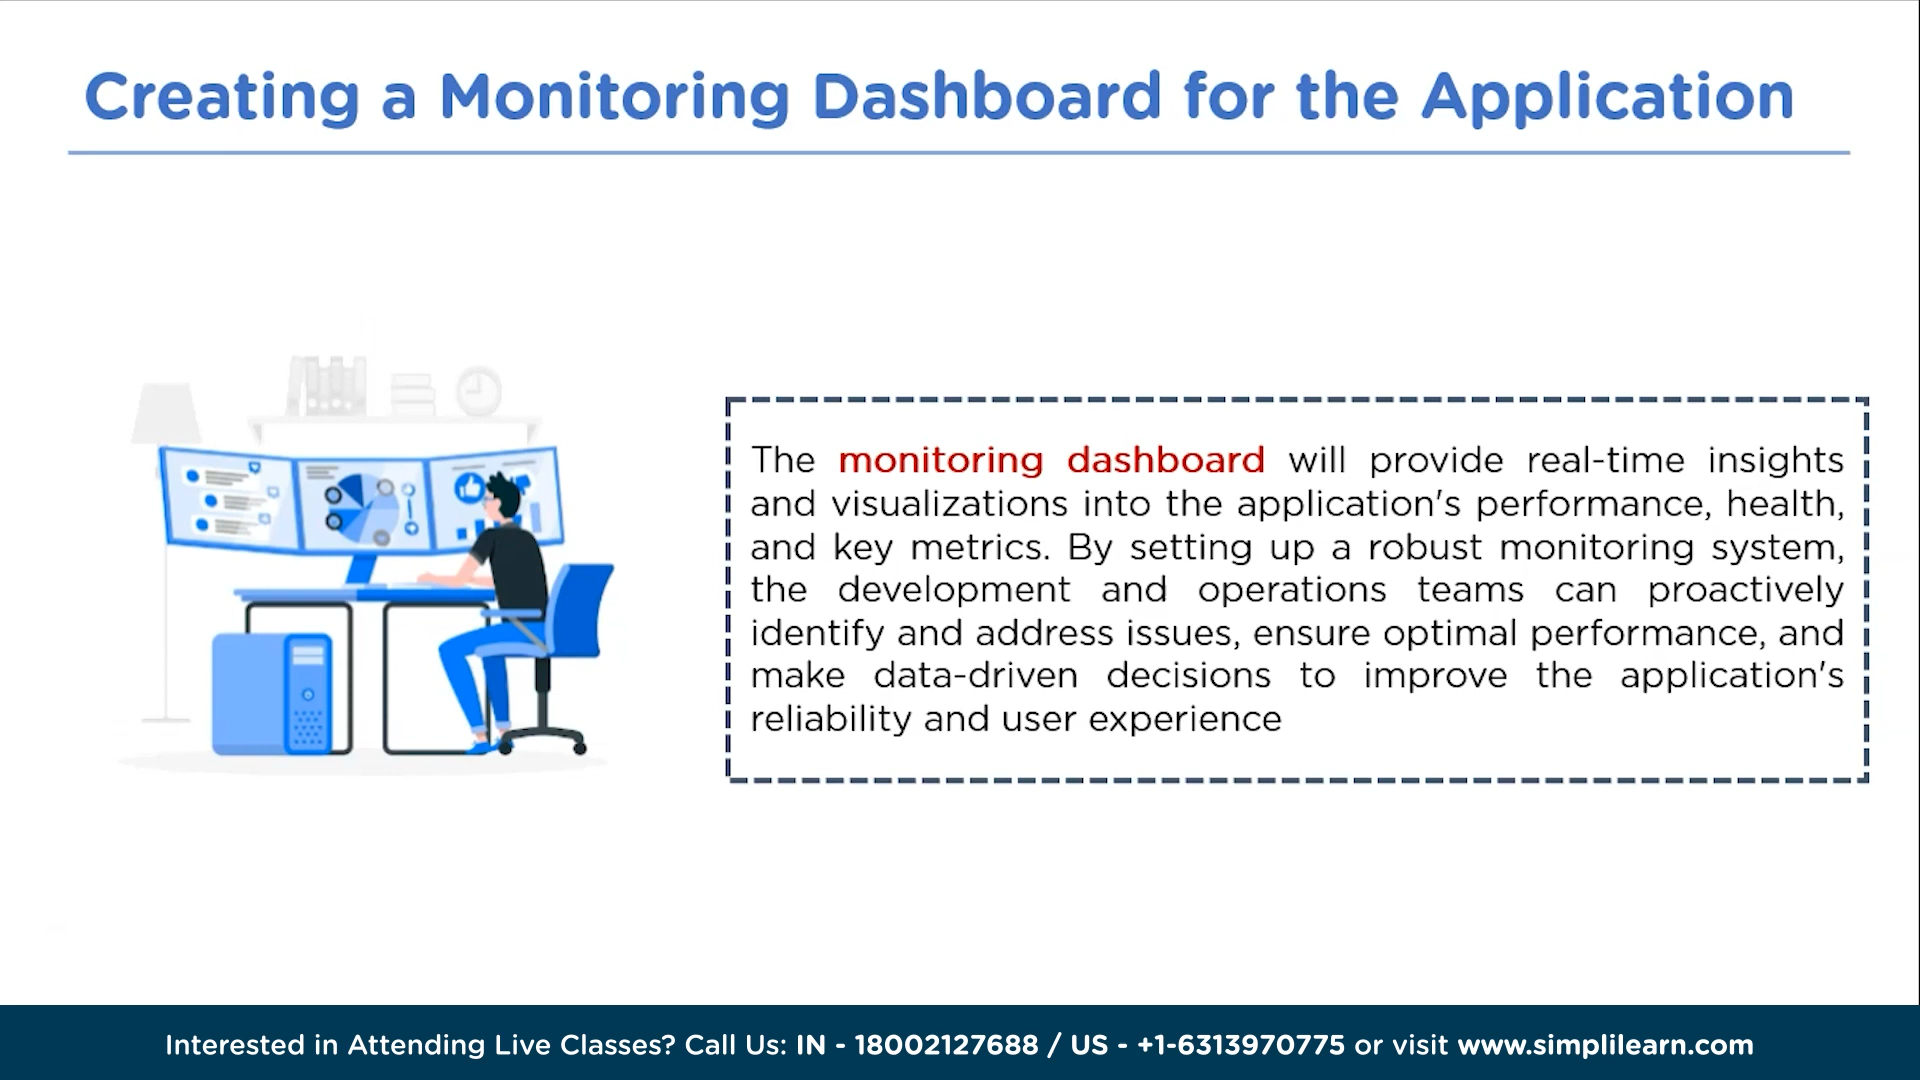 Creating a Monitoring Dashboard for the Application
The monitoring dashboard will provide real-time insights
and visualizations into the application's performance, health,
and key metrics. By setting up a robust monitoring system,
the development and operations teams can proactively
identify and address issues, ensure optimal performance, and
make data-driven decisions to improve the application's
reliability and user experience
Interested in Attending Live Classes? Call Us: IN - 18002127688 / US - +1-6313970775 or visit www.simplilearn.com